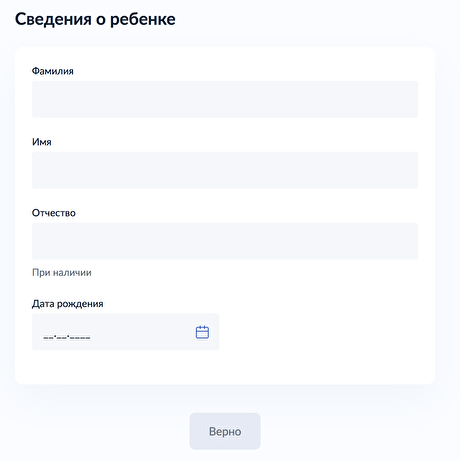 Сведения о ребенке
Фамилия
Имя
Отчество
При наличии
Дата рождения
__.__.____
Верно